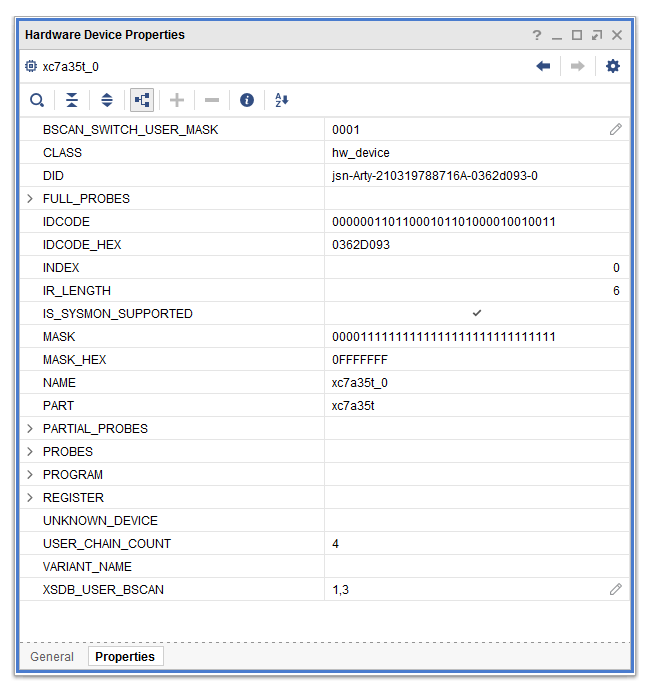 Hardware Device Properties ?
xc7a35t_0
BSCAN_SWITCH_USER_MASK 0001
CLASS hw_device
DID jsn-Arty-210319788716A-0362d093-0
FULL_PROBES
IDCODE 00000011011000101101000010010011
IDCODE_HEX 0362D093
INDEX 0
IR_LENGTH 6
IS_SYSMON_SUPPORTED ✓
MASK 00001111111111111111111111111111
MASK_HEX 0FFFFFFF
NAME xc7a35t_0
PART xc7a35t
PARTIAL_PROBES
PROBES
PROGRAM
REGISTER
UNKNOWN_DEVICE
USER_CHAIN_COUNT 4
VARIANT_NAME
XSDB_USER_BSCAN 1,3
General Properties